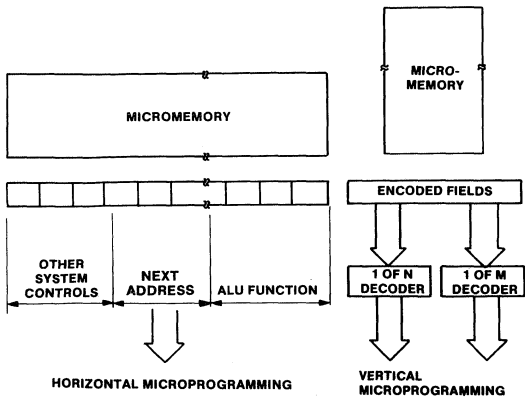 MICROMEMORY
OTHER
SYSTEM
CONTROLS
NEXT
ADDRESS
ALU FUNCTION
HORIZONTAL MICROPROGRAMMING
MICRO-
MEMORY
ENCODED FIELDS
1 OF N
DECODER
1 OF M
DECODER
VERTICAL
MICROPROGRAMMING